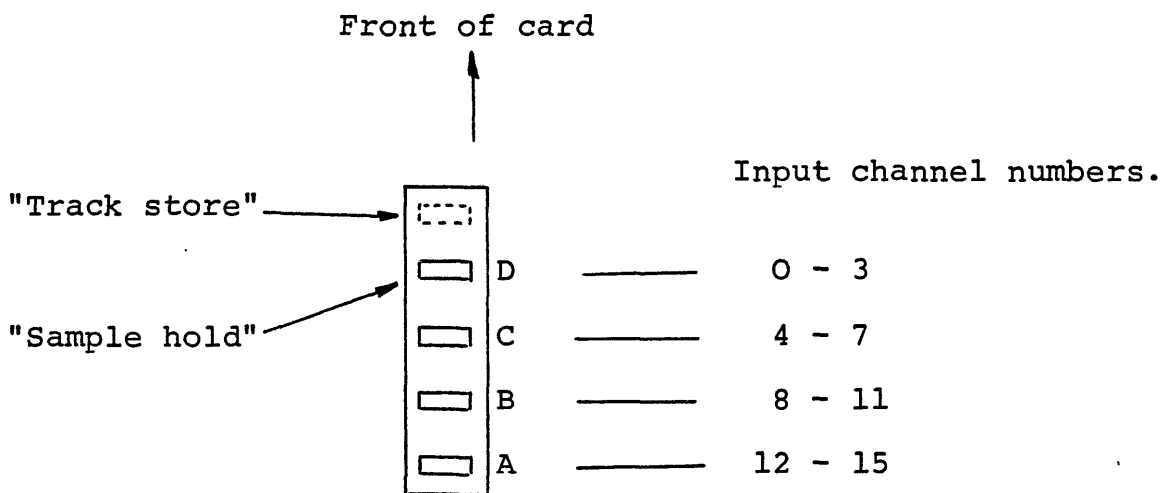 Front of card
Input channel numbers.
"Track store"
D 0 - 3
"Sample hold"
C 4 - 7
B 8 - 11
A 12 - 15